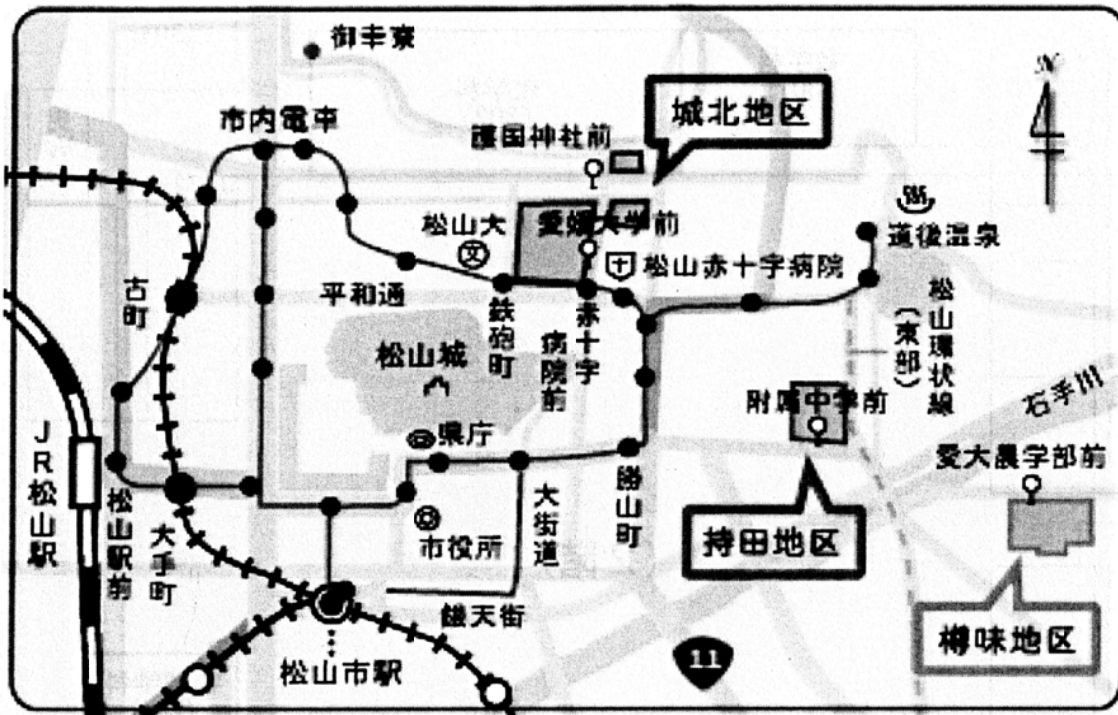 御幸寮
N
城北地区
市内電車
護国神社前
松山大
文
愛媛大学前
松山赤十字病院
道後温泉
古町
平和通
鉄砲町
赤十字
病院前
松山環状線
(東部)
松山城
附属中学前
石手川
JR松山駅
県庁
愛大農学部前
松山駅前
大手町
大街道
勝山町
市役所
持田地区
銀天街
樽味地区
松山市駅
11